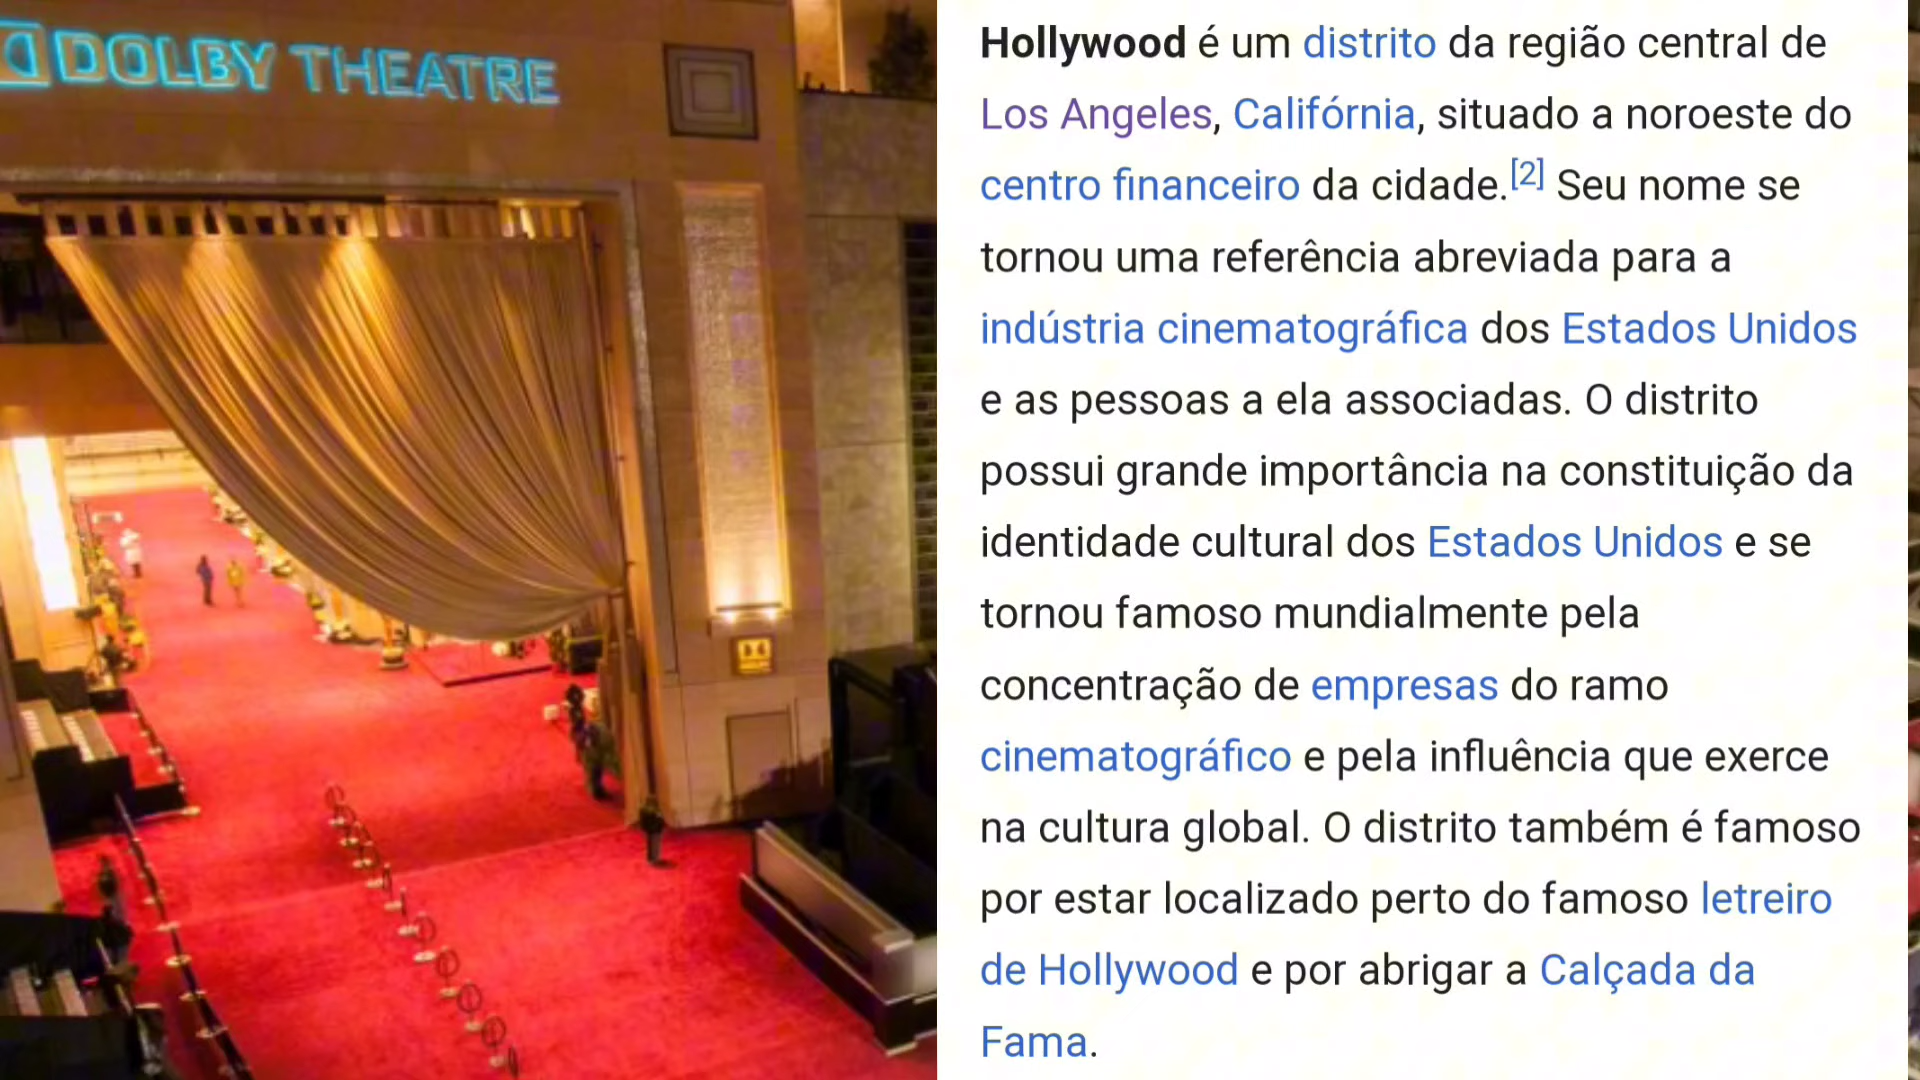 DOLBY THEATRE
Hollywood é um distrito da região central de
Los Angeles, Califórnia, situado a noroeste do
centro financeiro da cidade.[2] Seu nome se
tornou uma referência abreviada para a
indústria cinematográfica dos Estados Unidos
e as pessoas a ela associadas. O distrito
possui grande importância na constituição da
identidade cultural dos Estados Unidos e se
tornou famoso mundialmente pela
concentração de empresas do ramo
cinematográfico e pela influência que exerce
na cultura global. O distrito também é famoso
por estar localizado perto do famoso letreiro
de Hollywood e por abrigar a Calçada da
Fama.